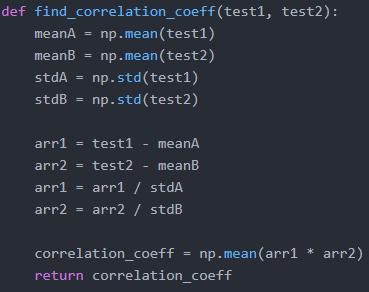 def find_correlation_coeff(test1, test2):
    meanA = np.mean(test1)
    meanB = np.mean(test2)
    stdA = np.std(test1)
    stdB = np.std(test2)

    arr1 = test1 - meanA
    arr2 = test2 - meanB
    arr1 = arr1 / stdA
    arr2 = arr2 / stdB

    correlation_coeff = np.mean(arr1 * arr2)
    return correlation_coeff